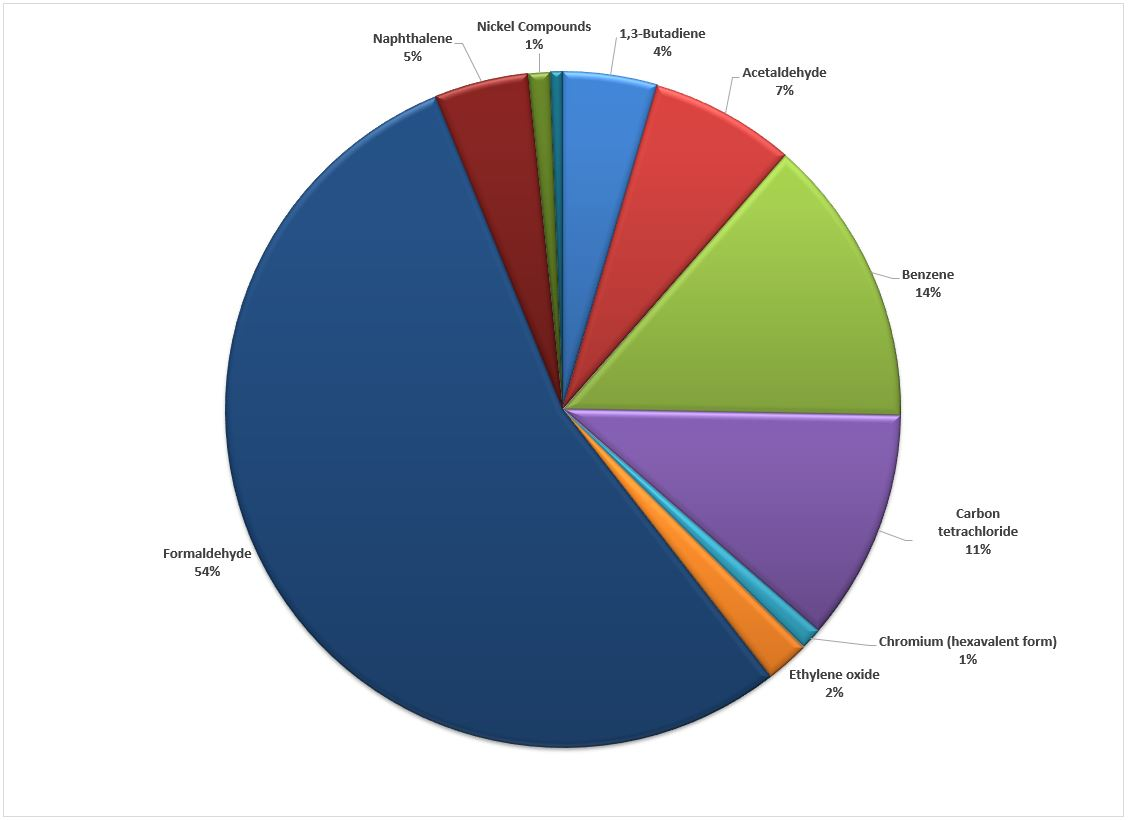 Nickel Compounds
1%
1,3-Butadiene
4%
Naphthalene
5%
Acetaldehyde
7%
Benzene
14%
Carbon
tetrachloride
11%
Formaldehyde
54%
Chromium (hexavalent form)
1%
Ethylene oxide
2%